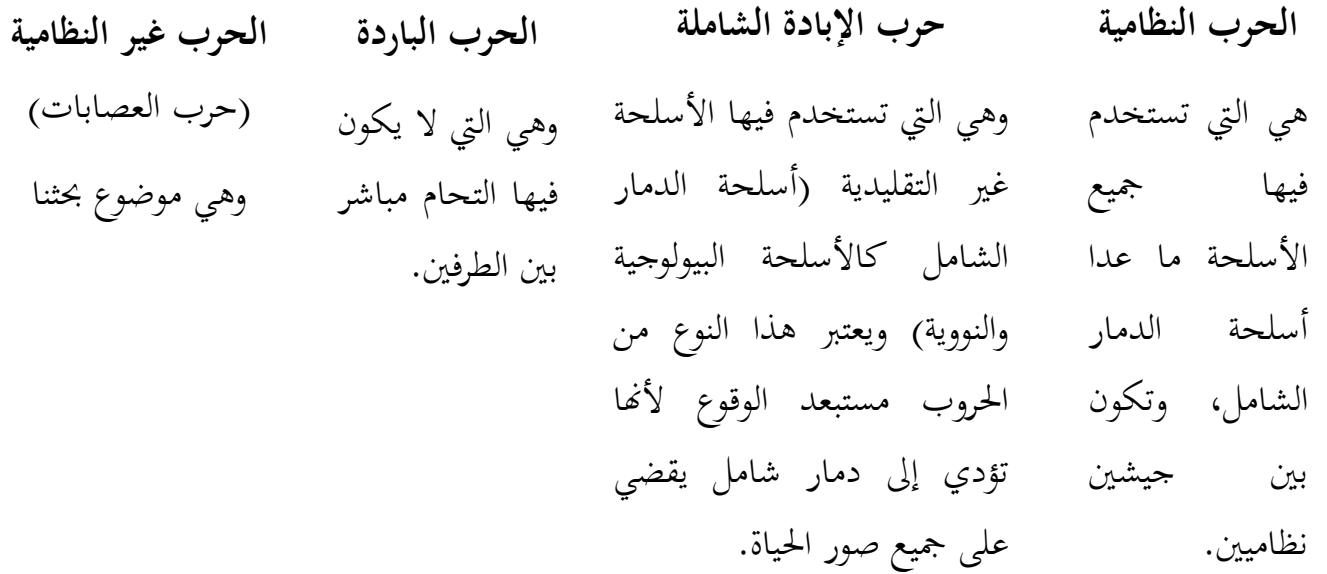 الحرب النظامية
هي التي تستخدم
فيها جميع
الأسلحة ما عدا
أسلحة الدمار
الشامل، وتكون
بين جيشين
نظاميين.
حرب الإبادة الشاملة
وهي التي تستخدم فيها الأسلحة
غير التقليدية (أسلحة الدمار
الشامل كالأسلحة البيولوجية
والنووية) ويعتبر هذا النوع من
الحروب مستبعد الوقوع لأنها
تؤدي إلى دمار شامل يقضي
على جميع صور الحياة.
الحرب الباردة
وهي التي لا يكون
فيها التحام مباشر
بين الطرفين.
الحرب غير النظامية
(حرب العصابات)
وهي موضوع بحثنا